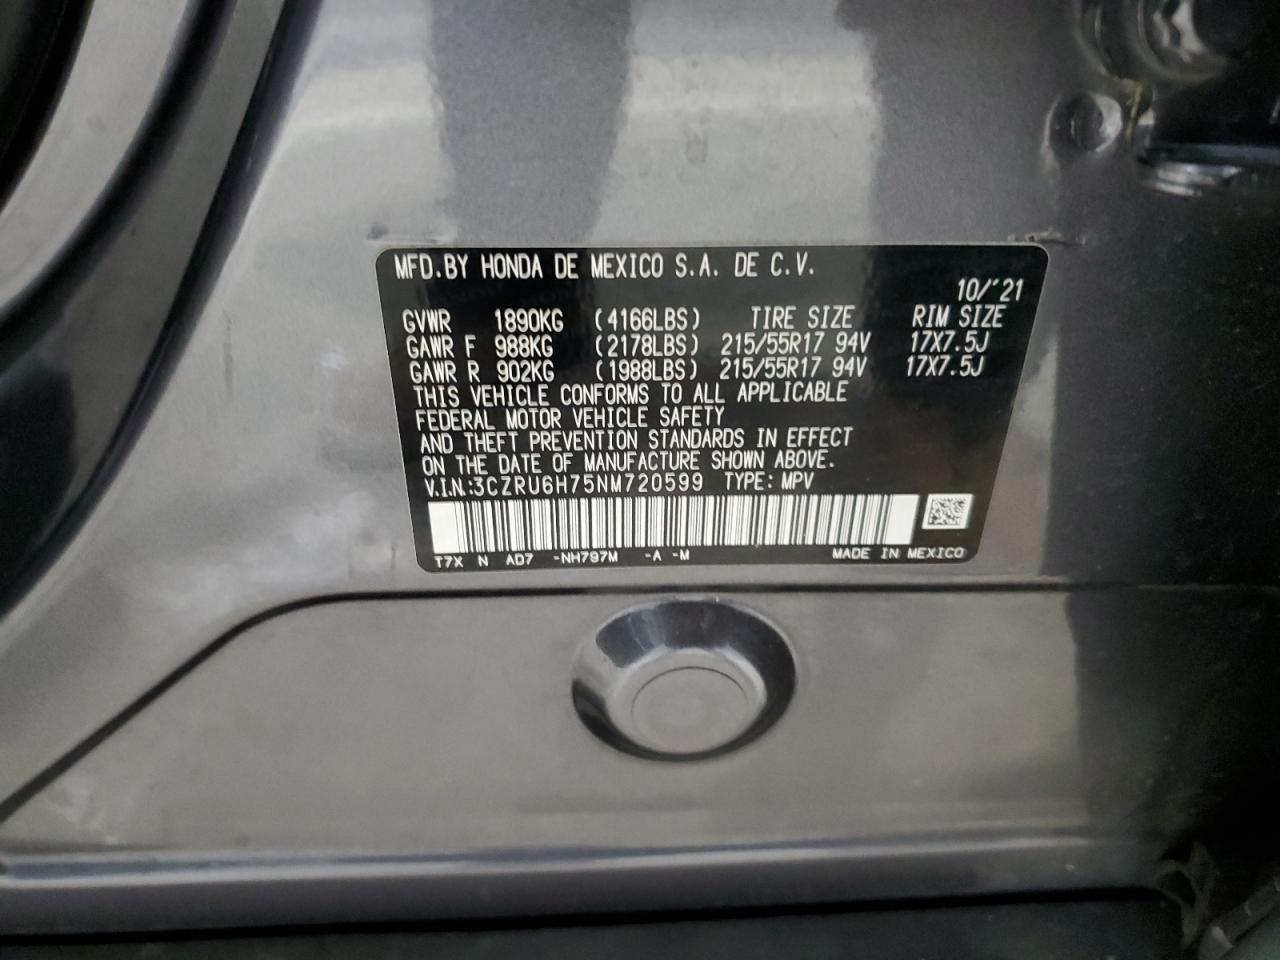 MFD.BY HONDA DE MEXICO S.A. DE C.V.
10/'21
GVWR 1890KG (4166LBS) TIRE SIZE RIM SIZE
GAWR F 988KG (2178LBS) 215/55R17 94V 17X7.5J
GAWR R 902KG (1988LBS) 215/55R17 94V 17X7.5J
THIS VEHICLE CONFORMS TO ALL APPLICABLE
FEDERAL MOTOR VEHICLE SAFETY
AND THEFT PREVENTION STANDARDS IN EFFECT
ON THE DATE OF MANUFACTURE SHOWN ABOVE.
V.I.N:3CZRU6H75NM720599 TYPE: MPV
T7X N AD7 -NH797M -A -M MADE IN MEXICO